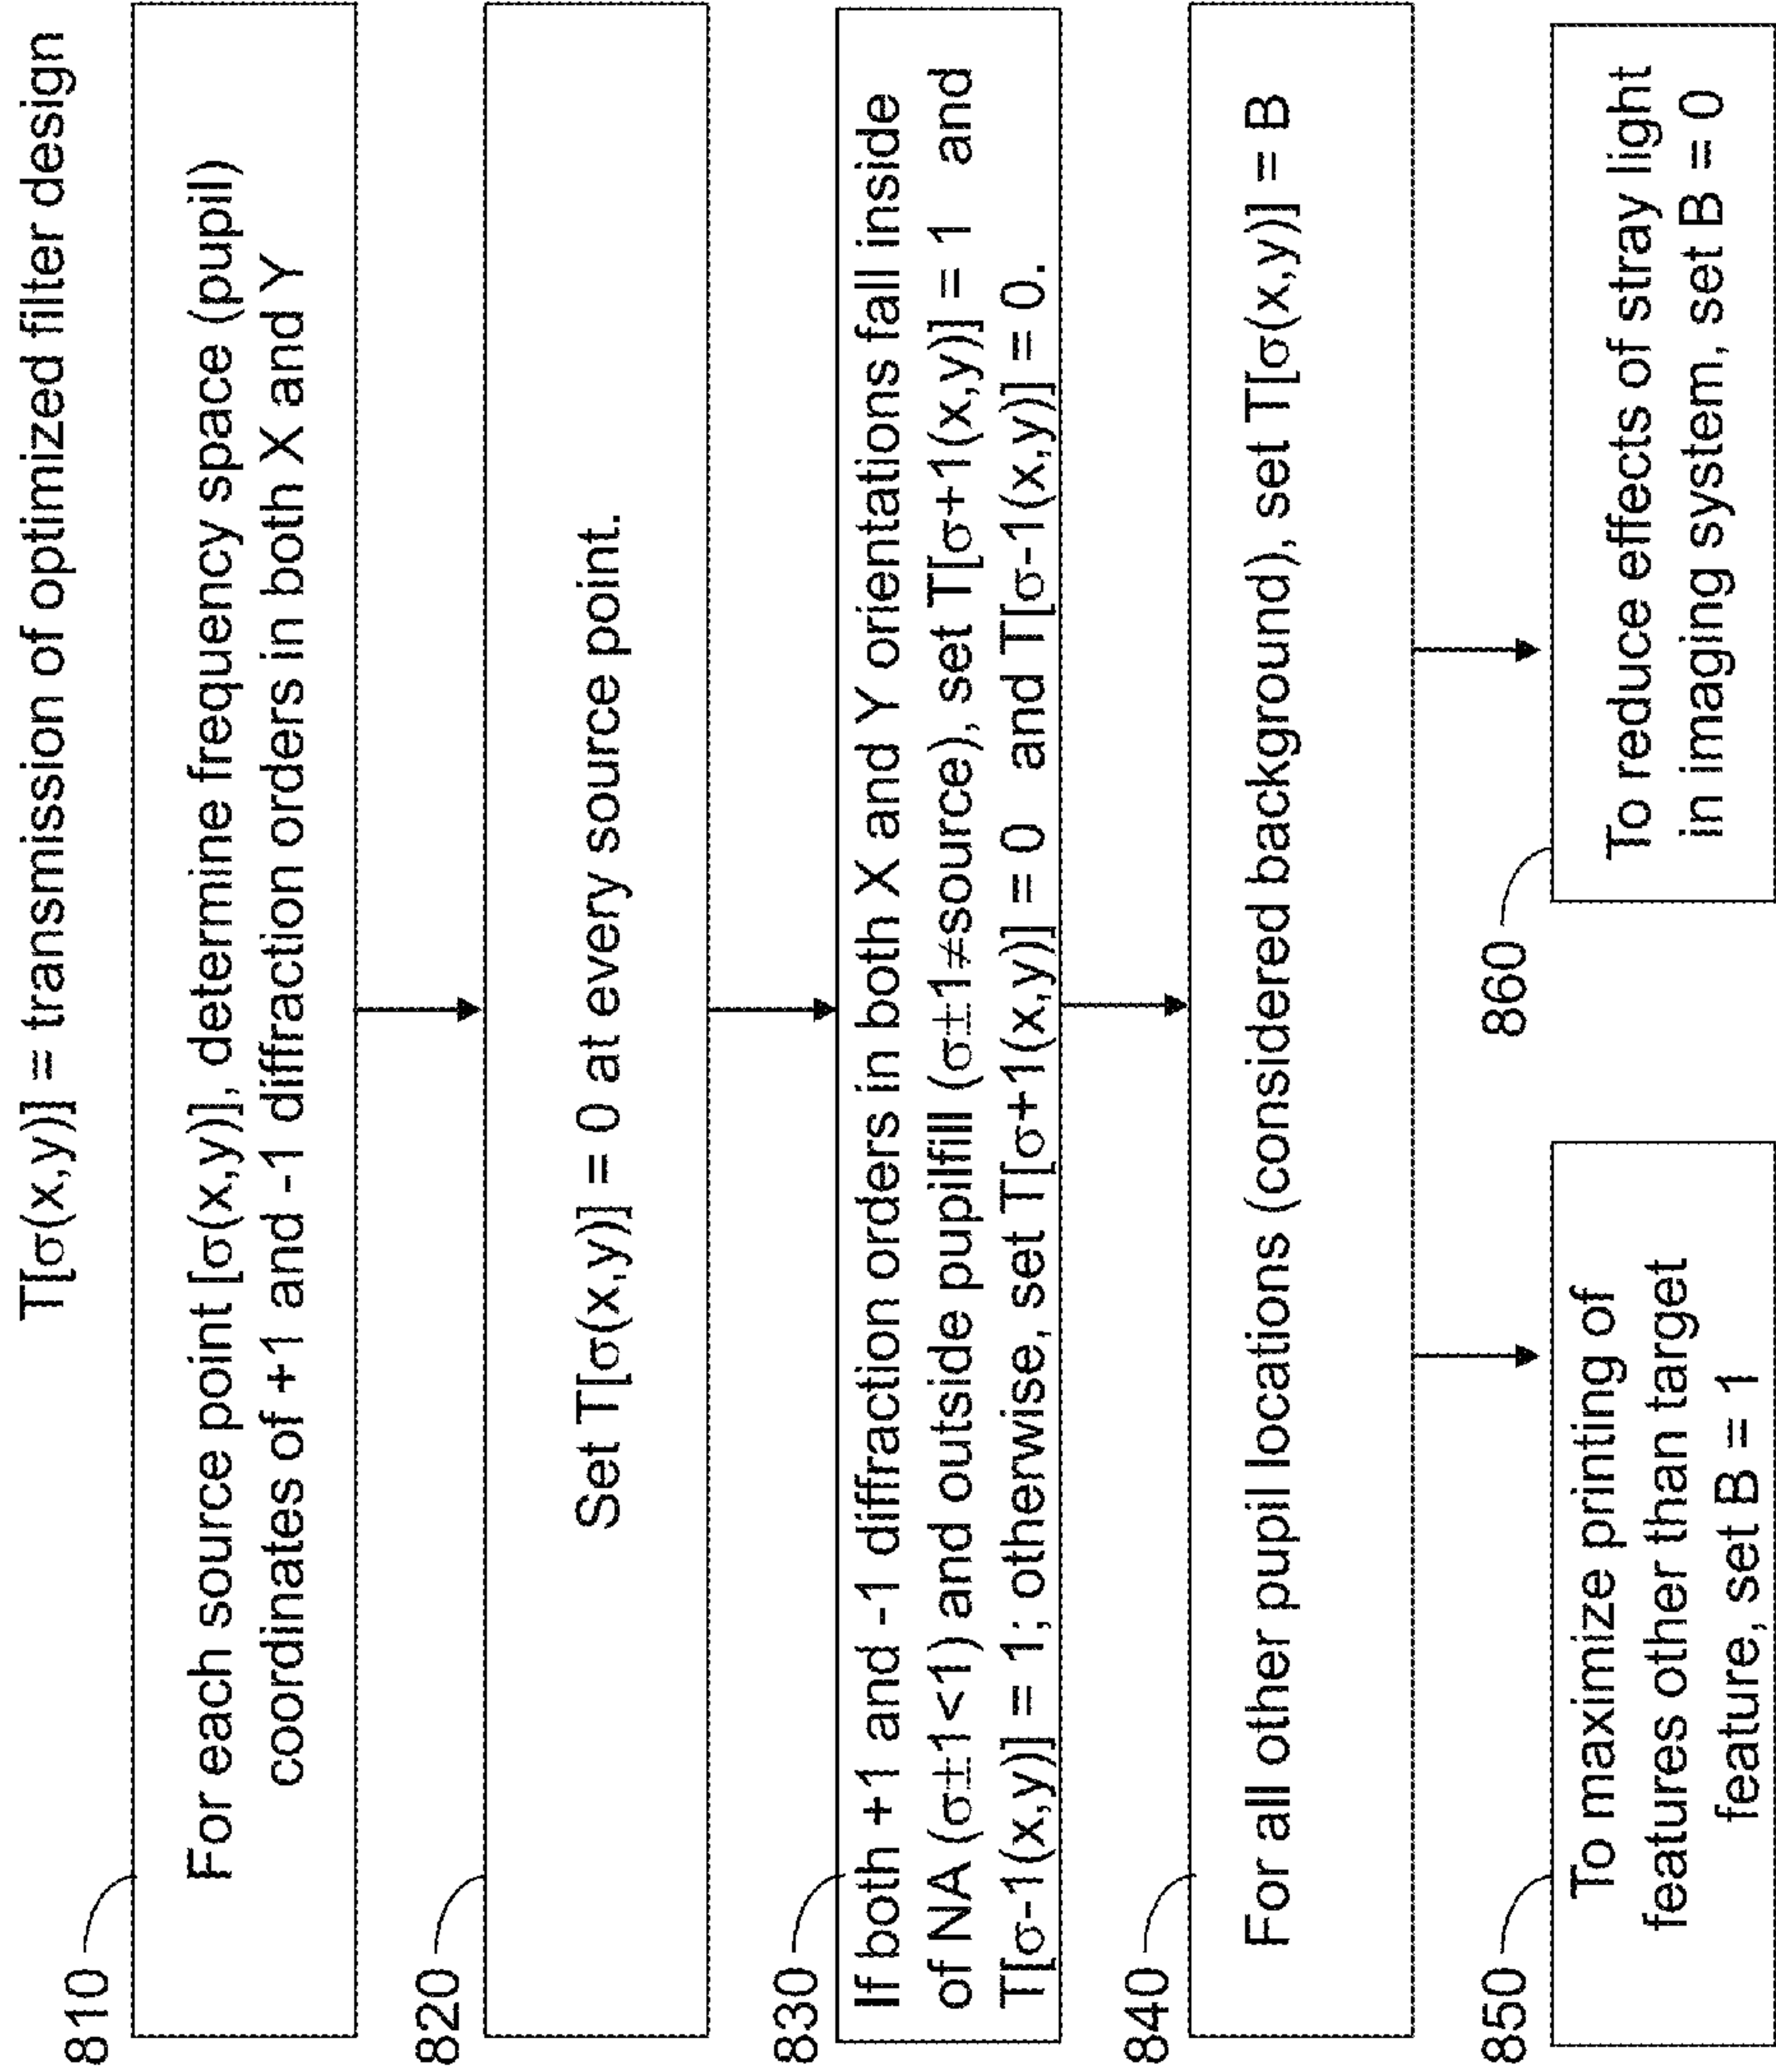 T[σ(x,y)] = transmission of optimized filter design
810
For each source point [σ(x,y)], determine frequency space (pupil)
coordinates of +1 and -1 diffraction orders in both X and Y
820
Set T[σ(x,y)] = 0 at every source point.
830
If both +1 and -1 diffraction orders in both X and Y orientations fall inside
of NA (σ±1<1) and outside pupilfill (σ±1≠source), set T[σ+1(x,y)] = 1 and
T[σ-1(x,y)] = 1; otherwise, set T[σ+1(x,y)] = 0 and T[σ-1(x,y)] = 0.
840
For all other pupil locations (considered background), set T[σ(x,y)] = B
850
To maximize printing of
features other than target
feature, set B = 1
860
To reduce effects of stray light
in imaging system, set B = 0